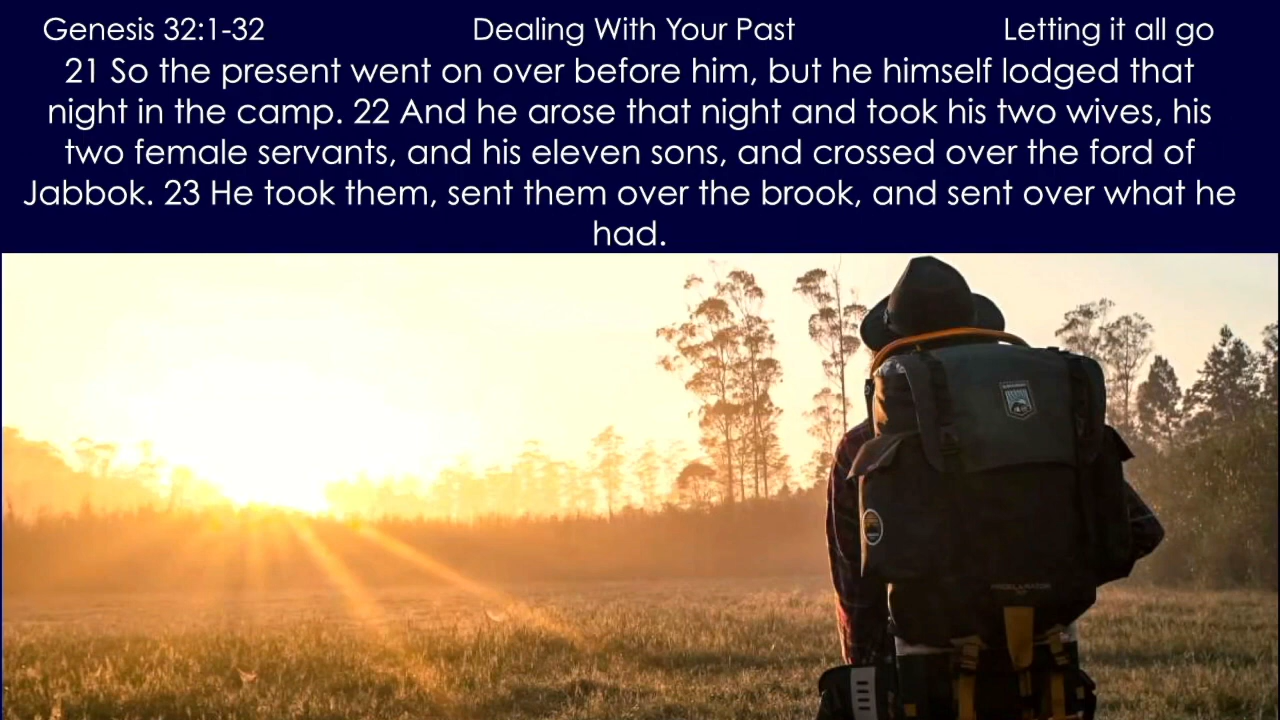 Genesis 32:1-32 Dealing With Your Past Letting it all go
21 So the present went on over before him, but he himself lodged that
night in the camp. 22 And he arose that night and took his two wives, his
two female servants, and his eleven sons, and crossed over the ford of
Jabbok. 23 He took them, sent them over the brook, and sent over what he
had.